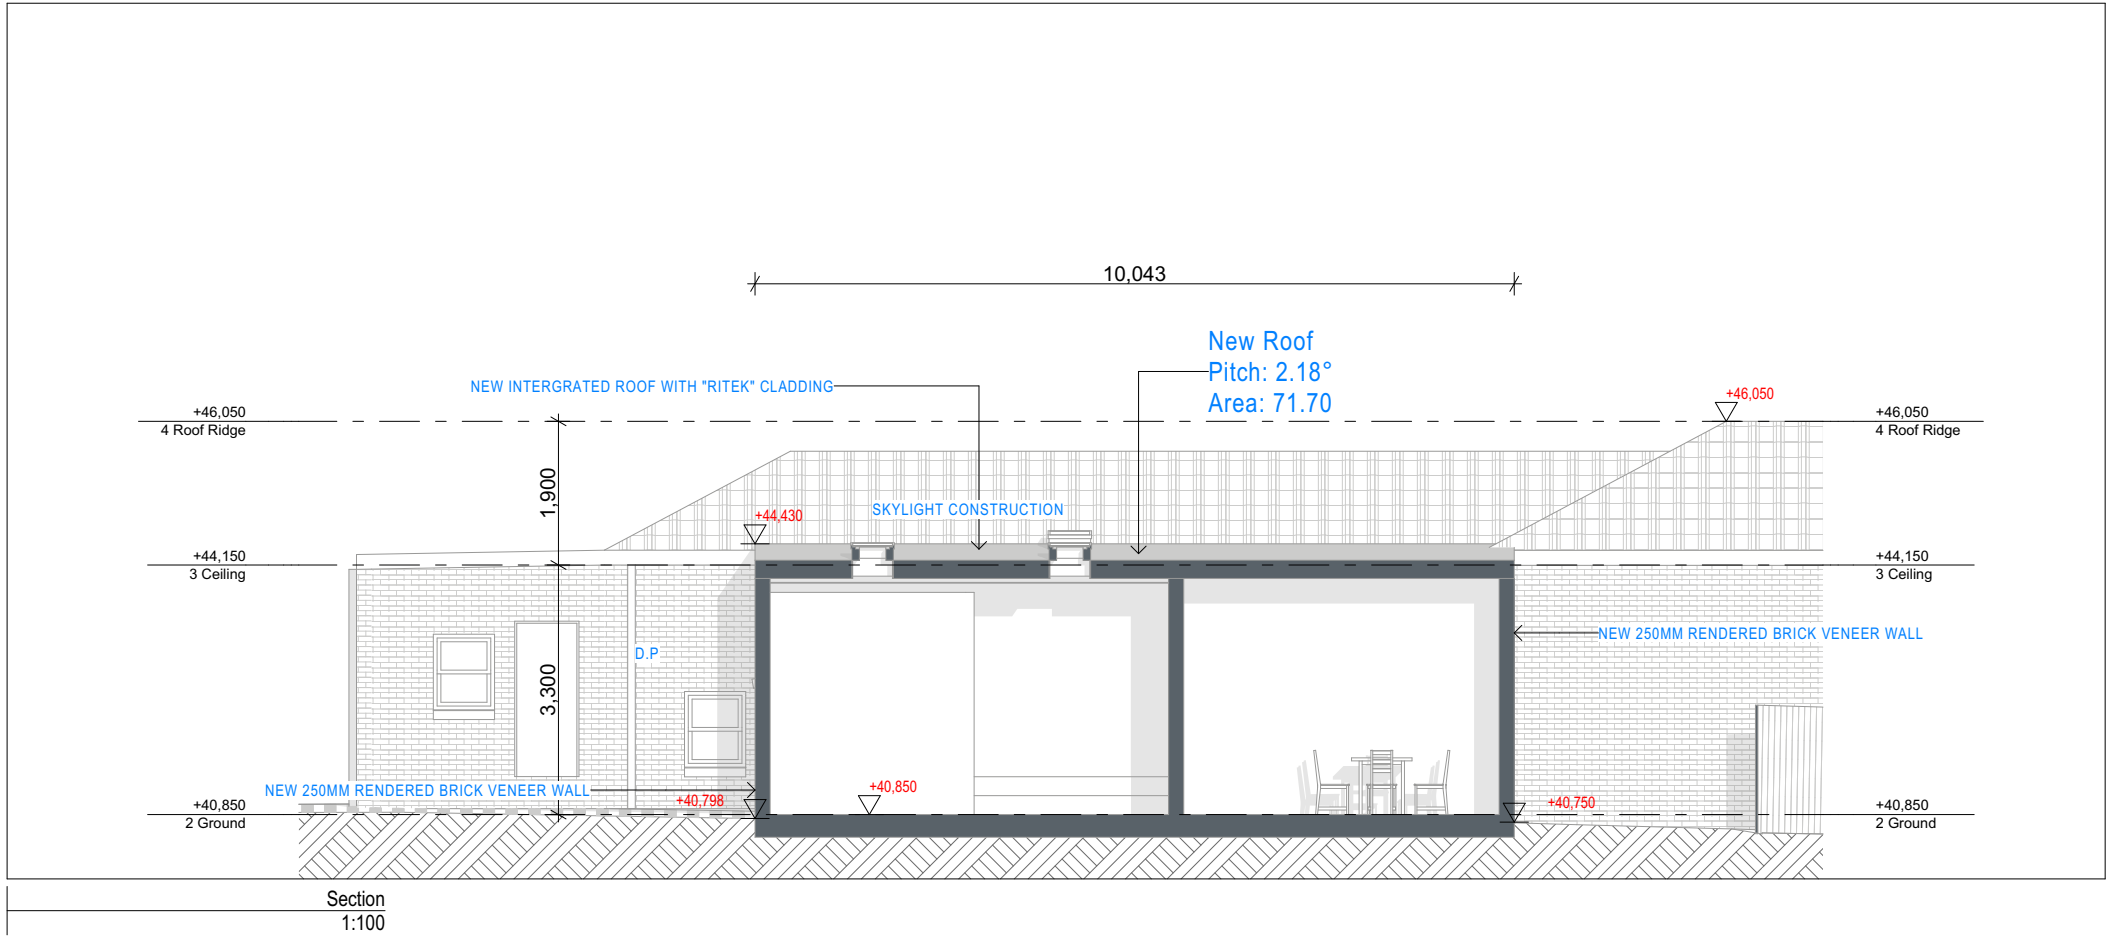 10,043
New Roof
Pitch: 2.18°
Area: 71.70
NEW INTERGRATED ROOF WITH "RITEK" CLADDING
+46,050
+46,050
4 Roof Ridge
+46,050
4 Roof Ridge
1,900
SKYLIGHT CONSTRUCTION
+44,430
+44,150
3 Ceiling
+44,150
3 Ceiling
NEW 250MM RENDERED BRICK VENEER WALL
D.P
3,300
NEW 250MM RENDERED BRICK VENEER WALL
+40,798
+40,850
+40,750
+40,850
2 Ground
+40,850
2 Ground
Section
1:100